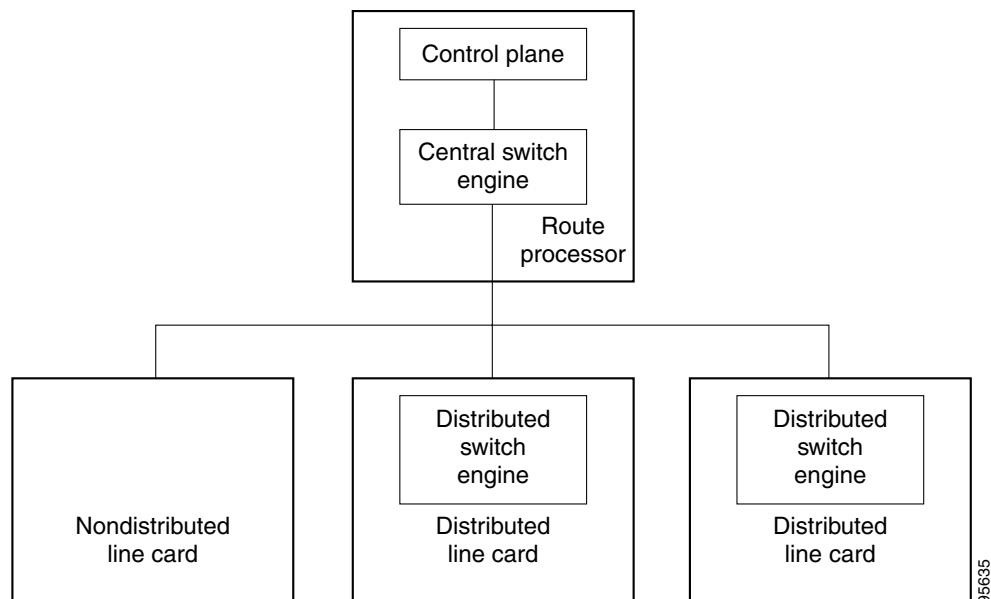 Control plane
Central switch
engine
Route
processor
Distributed
switch
engine
Distributed
switch
engine
Nondistributed
line card
Distributed
line card
Distributed
line card
95635